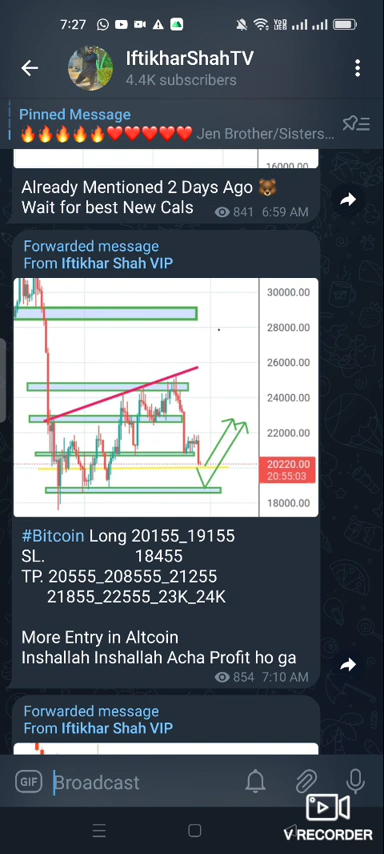 7:27
Vo)
LTE1
IftikharShahTV
4.4K subscribers
Pinned Message
🔥🔥🔥🔥🔥❤️❤️❤️❤️❤️ Jen Brother/Sisters...
16000.00
Already Mentioned 2 Days Ago 🐻
Wait for best New Cals
841 6:59 AM
Forwarded message
From Iftikhar Shah VIP
30000.00
28000.00
26000.00
24000.00
22000.00
20220.00
20:55:03
18000.00
#Bitcoin Long 20155_19155
SL. 18455
TP. 20555_208555_21255
21855_22555_23K_24K
More Entry in Altcoin
Inshallah Inshallah Acha Profit ho ga
854 7:10 AM
Forwarded message
From Iftikhar Shah VIP
GIF
Broadcast
V RECORDER